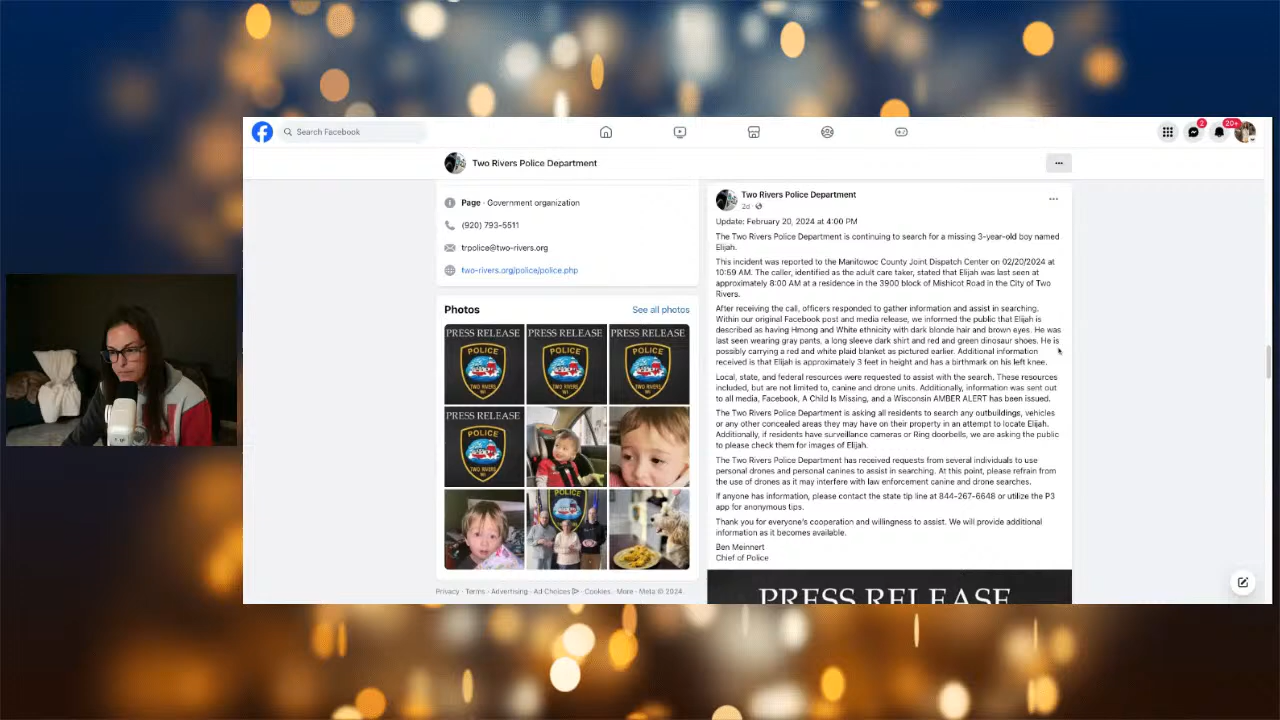 Search Facebook
2
20+
Two Rivers Police Department
Page · Government organization
(920) 793-5511
trpolice@two-rivers.org
two-rivers.org/police/police.php
Photos
See all photos
PRESS RELEASE
POLICE
TWO RIVERS
WI
PRESS RELEASE
POLICE
TWO RIVERS
WI
PRESS RELEASE
POLICE
TWO RIVERS
WI
PRESS RELEASE
POLICE
TWO RIVERS
WI
POLICE
Privacy · Terms · Advertising · Ad Choices · Cookies · More · Meta © 2024
Two Rivers Police Department
2d ·
Update: February 20, 2024 at 4:00 PM
The Two Rivers Police Department is continuing to search for a missing 3-year-old boy named
Elijah.
This incident was reported to the Manitowoc County Joint Dispatch Center on 02/20/2024 at
10:59 AM. The caller, identified as the adult care taker, stated that Elijah was last seen at
approximately 8:00 AM at a residence in the 3900 block of Mishicot Road in the City of Two
Rivers.
After receiving the call, officers responded to gather information and assist in searching.
Within our original Facebook post and media release, we informed the public that Elijah is
described as having Hmong and White ethnicity with dark blonde hair and brown eyes. He was
last seen wearing gray pants, a long sleeve dark shirt and red and green dinosaur shoes. He is
possibly carrying a red and white plaid blanket as pictured earlier. Additional information
received is that Elijah is approximately 3 feet in height and has a birthmark on his left knee.
Local, state, and federal resources were requested to assist with the search. These resources
included, but are not limited to, canine and drone units. Additionally, information was sent out
to all media, Facebook, A Child Is Missing, and a Wisconsin AMBER ALERT has been issued.
The Two Rivers Police Department is asking all residents to search any outbuildings, vehicles
or any other concealed areas they may have on their property in an attempt to locate Elijah.
Additionally, if residents have surveillance cameras or Ring doorbells, we are asking the public
to please check them for images of Elijah.
The Two Rivers Police Department has received requests from several individuals to use
personal drones and personal canines to assist in searching. At this point, please refrain from
the use of drones as it may interfere with law enforcement canine and drone searches.
If anyone has information, please contact the state tip line at 844-267-6648 or utilize the P3
app for anonymous tips.
Thank you for everyone's cooperation and willingness to assist. We will provide additional
information as it becomes available.
Ben Meinnert
Chief of Police
PRESS RELEASE